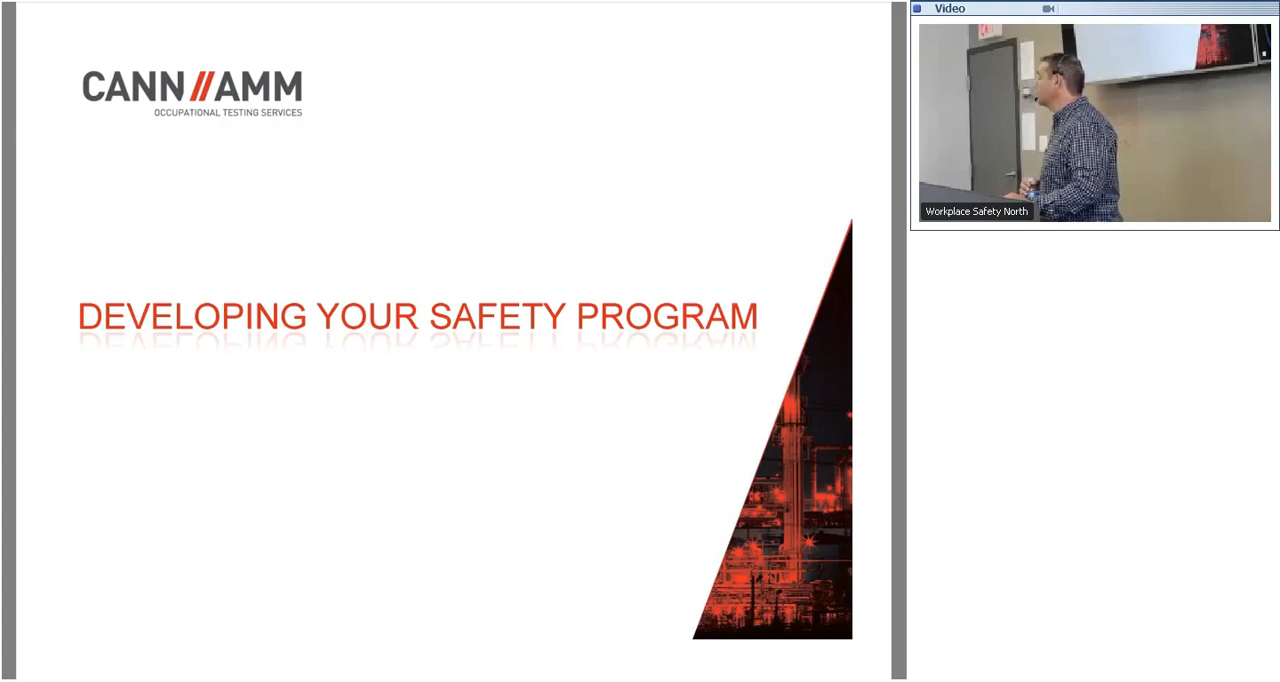 CANN//AMM
OCCUPATIONAL TESTING SERVICES
DEVELOPING YOUR SAFETY PROGRAM
Video
Workplace Safety North